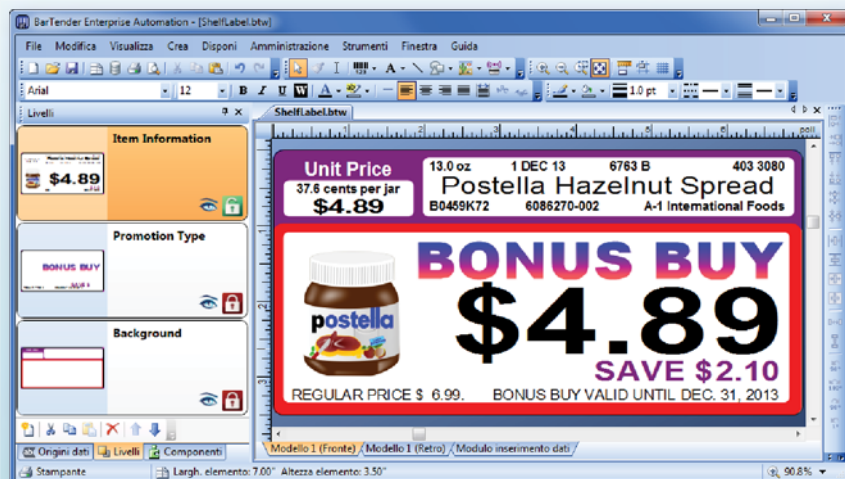 BarTender Enterprise Automation - [ShelfLabel.btw]
File Modifica Visualizza Crea Disponi Amministrazione Strumenti Finestra Guida
Arial 12 B I U W A 1.0 pt
Livelli
ShelfLabel.btw
Item Information
Promotion Type
BONUS BUY
Background
Unit Price
37.6 cents per jar
$4.89
13.0 oz 1 DEC 13 6763 B 403 3080
Postella Hazelnut Spread
B0459K72 6086270-002 A-1 International Foods
postella
BONUS BUY
$4.89
SAVE $2.10
REGULAR PRICE $ 6.99. BONUS BUY VALID UNTIL DEC. 31, 2013
Origini dati Livelli Componenti
Modello 1 (Fronte) Modello 1 (Retro) Modulo inserimento dati
Stampante Largh. elemento: 7.00" Altezza elemento: 3.50" 90.8%